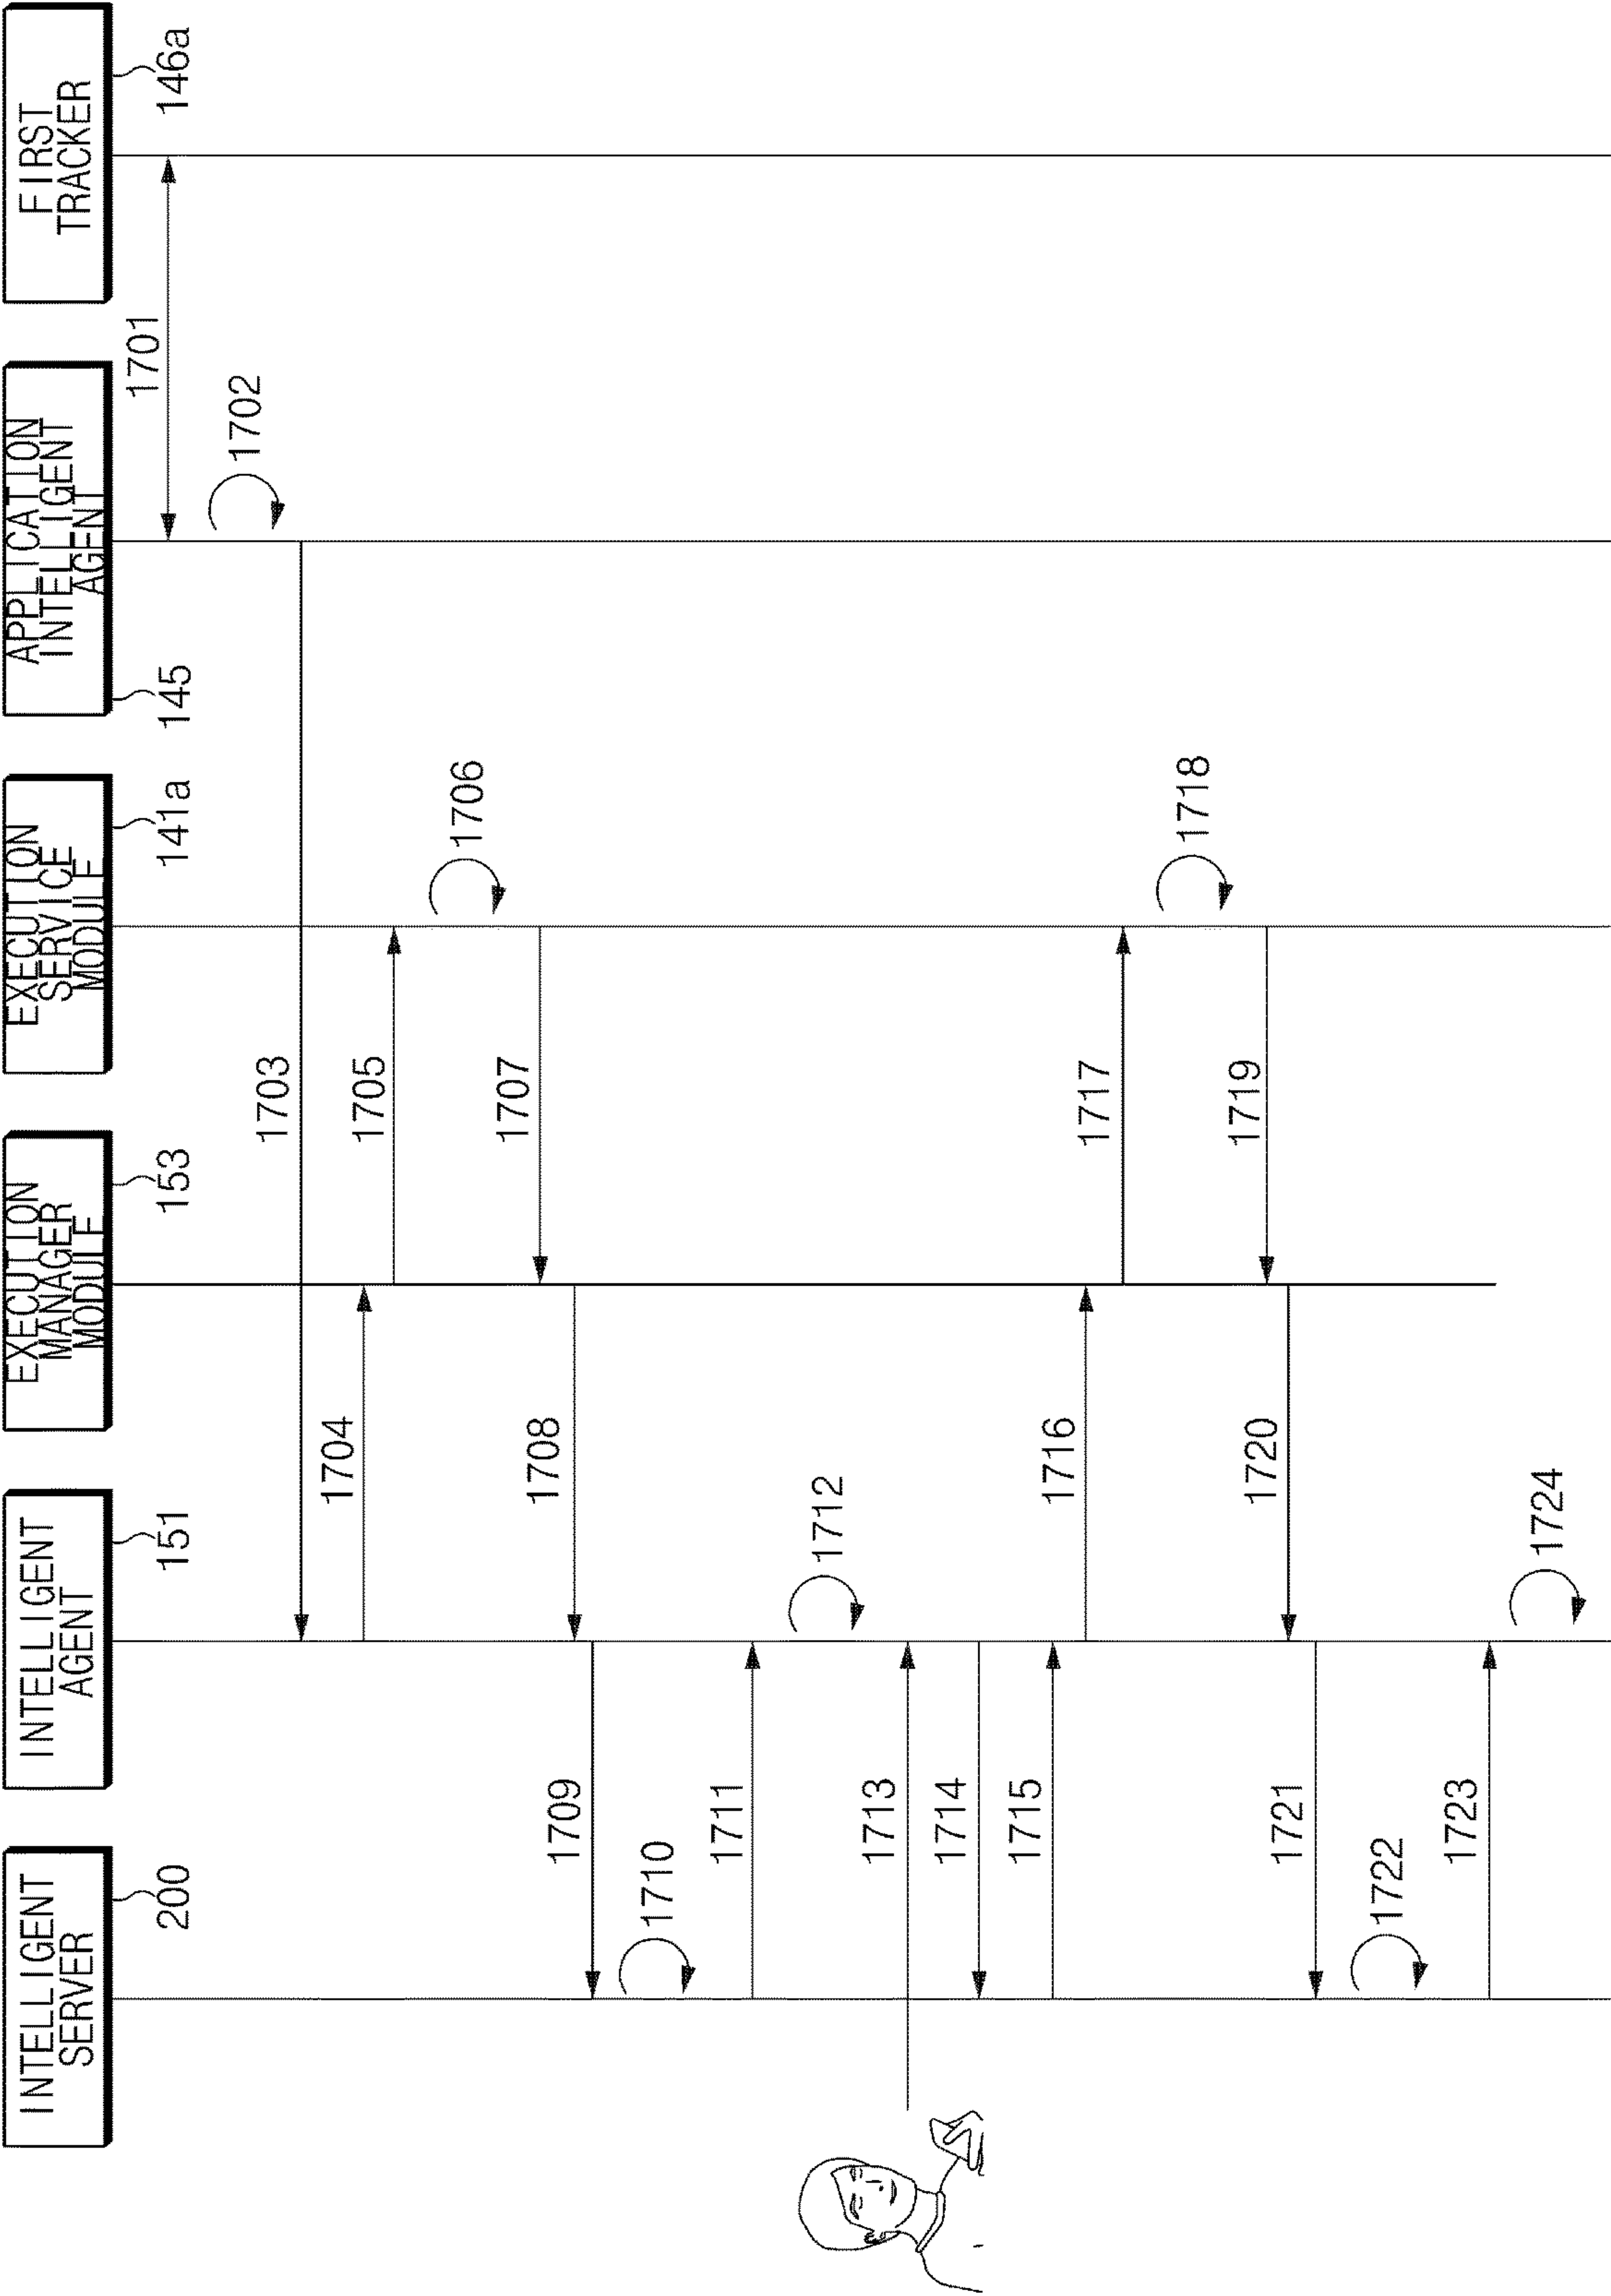 INTELLIGENT
SERVER
200
INTELLIGENT
AGENT
151
EXECUTION
MANAGER
MODULE
153
EXECUTION
SERVICE
MODULE
141a
APPLICATION
INTELLIGENT
AGENT
145
FIRST
TRACKER
146a
1701
1702
1703
1704
1705
1706
1707
1708
1709
1710
1711
1712
1713
1714
1715
1716
1717
1718
1719
1720
1721
1722
1723
1724